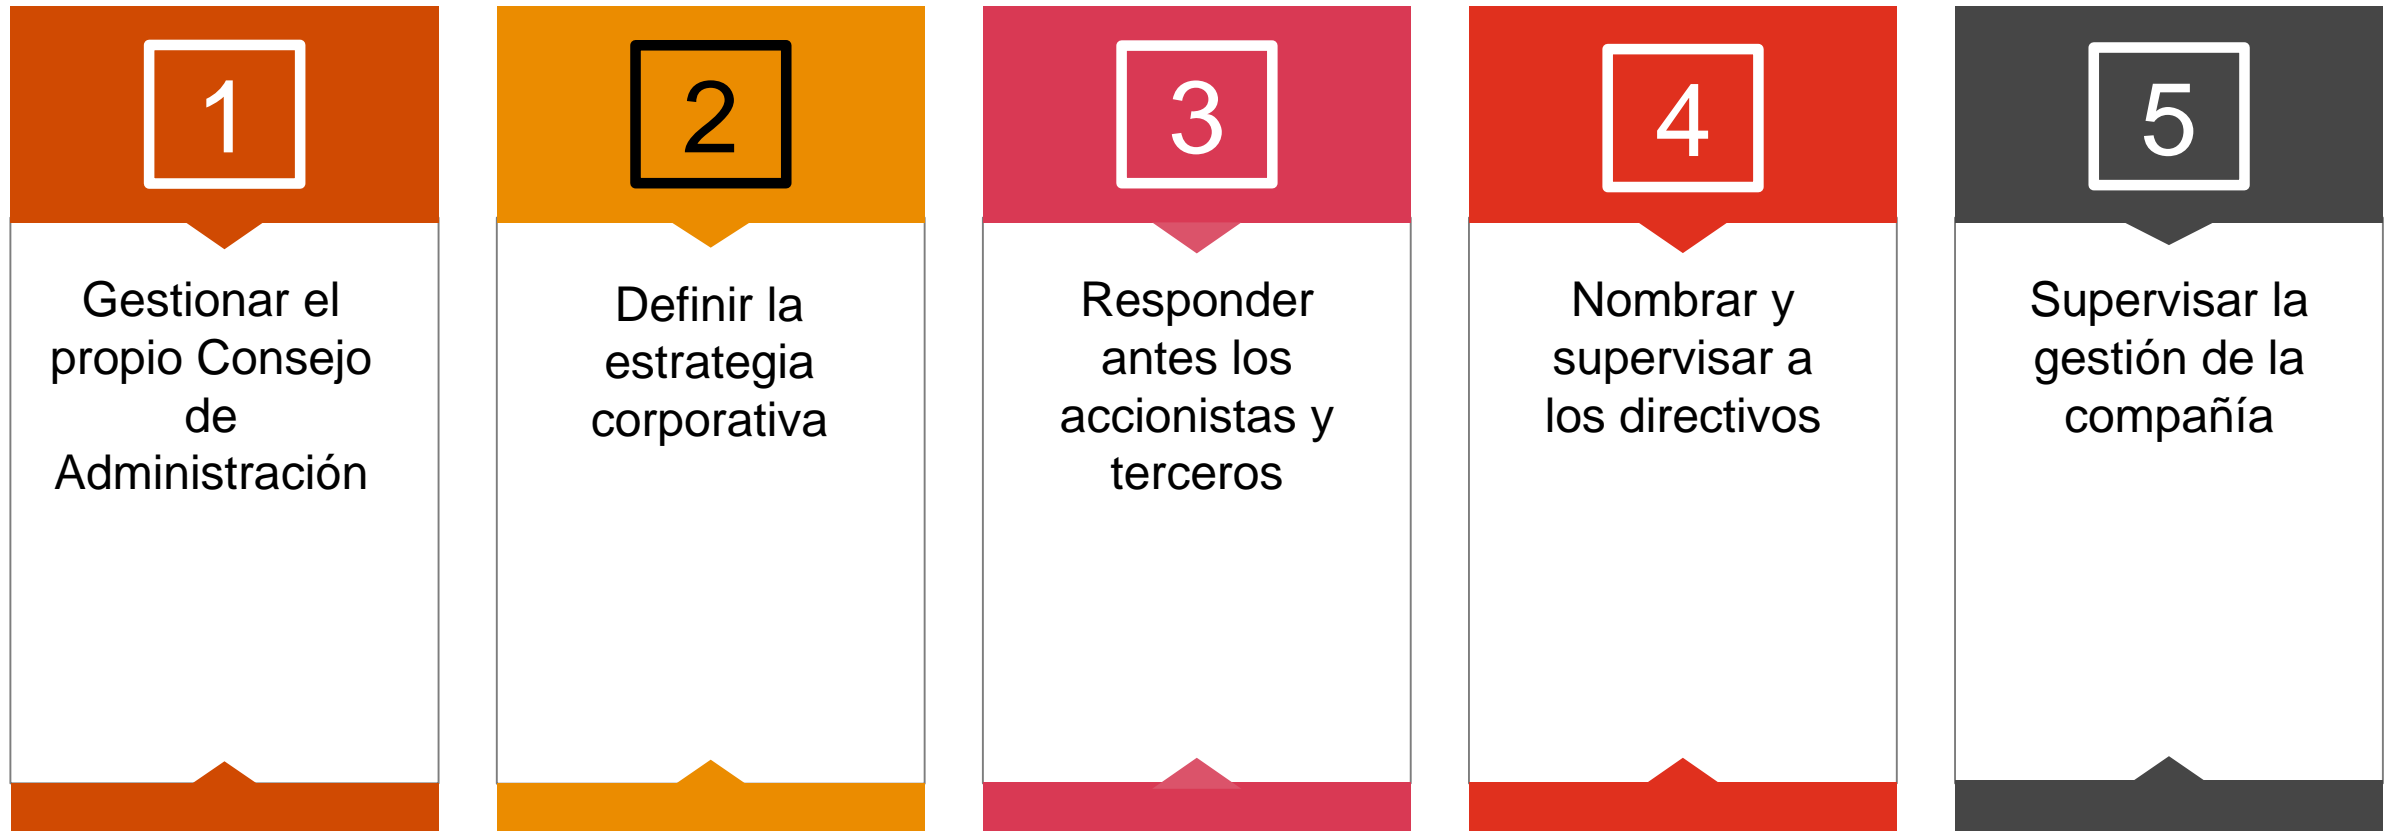 1
Gestionar el
propio Consejo
de
Administración
2
Definir la
estrategia
corporativa
3
Responder
antes los
accionistas y
terceros
4
Nombrar y
supervisar a
los directivos
5
Supervisar la
gestión de la
compañía